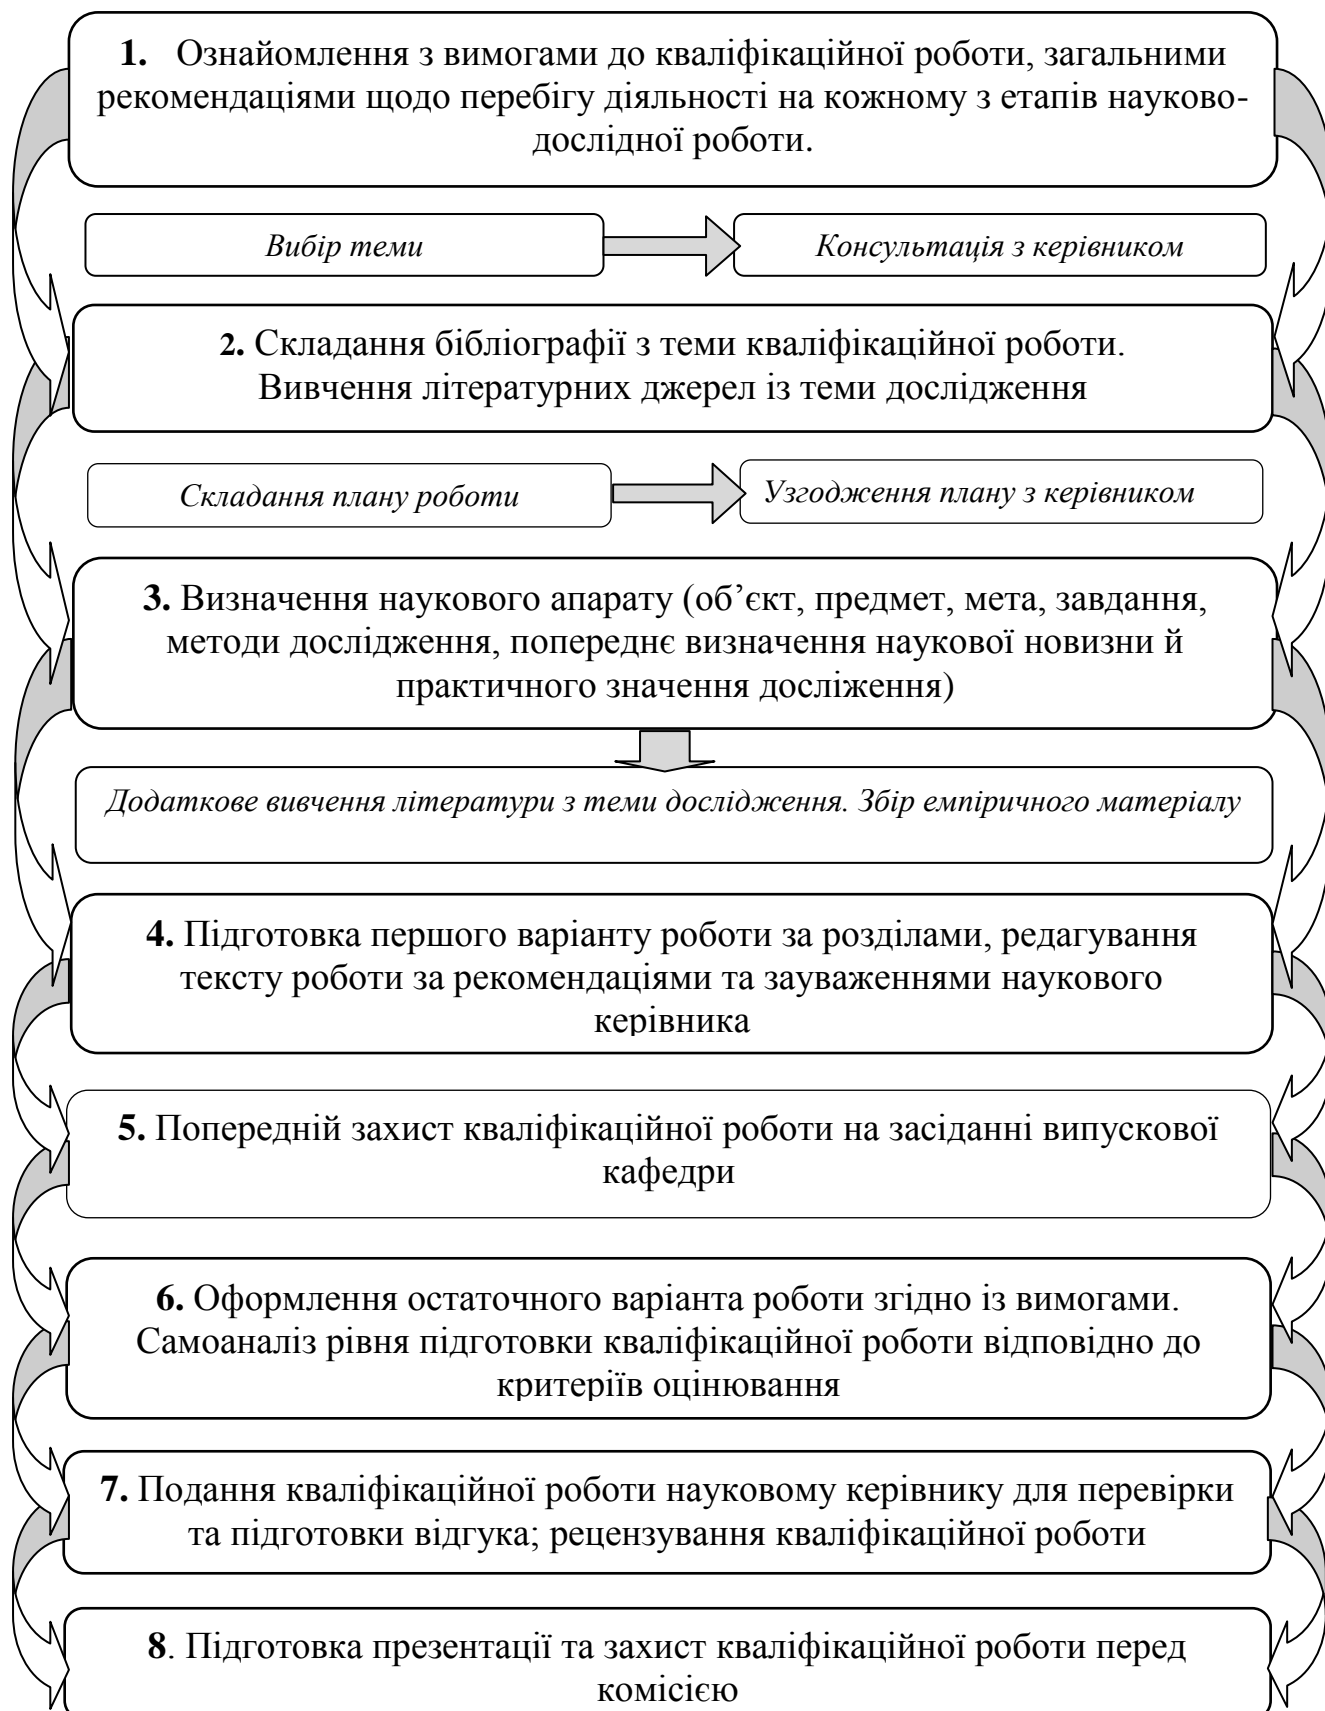 1. Ознайомлення з вимогами до кваліфікаційної роботи, загальними
рекомендаціями щодо перебігу діяльності на кожному з етапів науково-
дослідної роботи.
Вибір теми
Консультація з керівником
2. Складання бібліографії з теми кваліфікаційної роботи.
Вивчення літературних джерел із теми дослідження
Складання плану роботи
Узгодження плану з керівником
3. Визначення наукового апарату (об’єкт, предмет, мета, завдання,
методи дослідження, попереднє визначення наукової новизни й
практичного значення досліження)
Додаткове вивчення літератури з теми дослідження. Збір емпіричного матеріалу
4. Підготовка першого варіанту роботи за розділами, редагування
тексту роботи за рекомендаціями та зауваженнями наукового
керівника
5. Попередній захист кваліфікаційної роботи на засіданні випускової
кафедри
6. Оформлення остаточного варіанта роботи згідно із вимогами.
Самоаналіз рівня підготовки кваліфікаційної роботи відповідно до
критеріїв оцінювання
7. Подання кваліфікаційної роботи науковому керівнику для перевірки
та підготовки відгука; рецензування кваліфікаційної роботи
8. Підготовка презентації та захист кваліфікаційної роботи перед
комісією